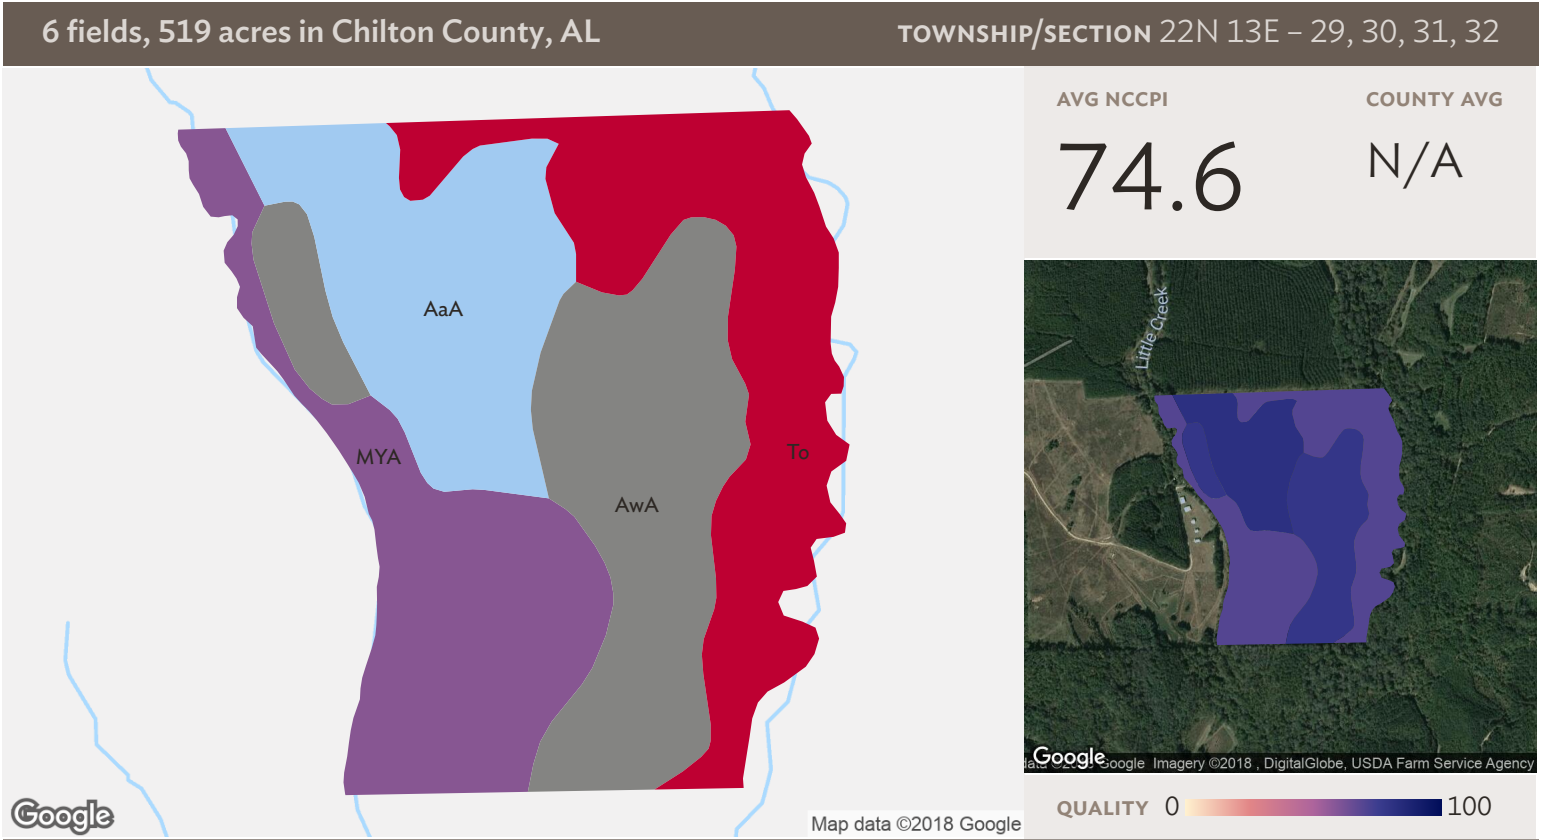 6 fields, 519 acres in Chilton County, AL
TOWNSHIP/SECTION 22N 13E – 29, 30, 31, 32
AVG NCCPI
COUNTY AVG
74.6
N/A
AaA
MYA
To
AwA
Little Creek
Google
Map data ©2018 Google
Google
Google Imagery ©2018 , DigitalGlobe, USDA Farm Service Agency
QUALITY 0 100